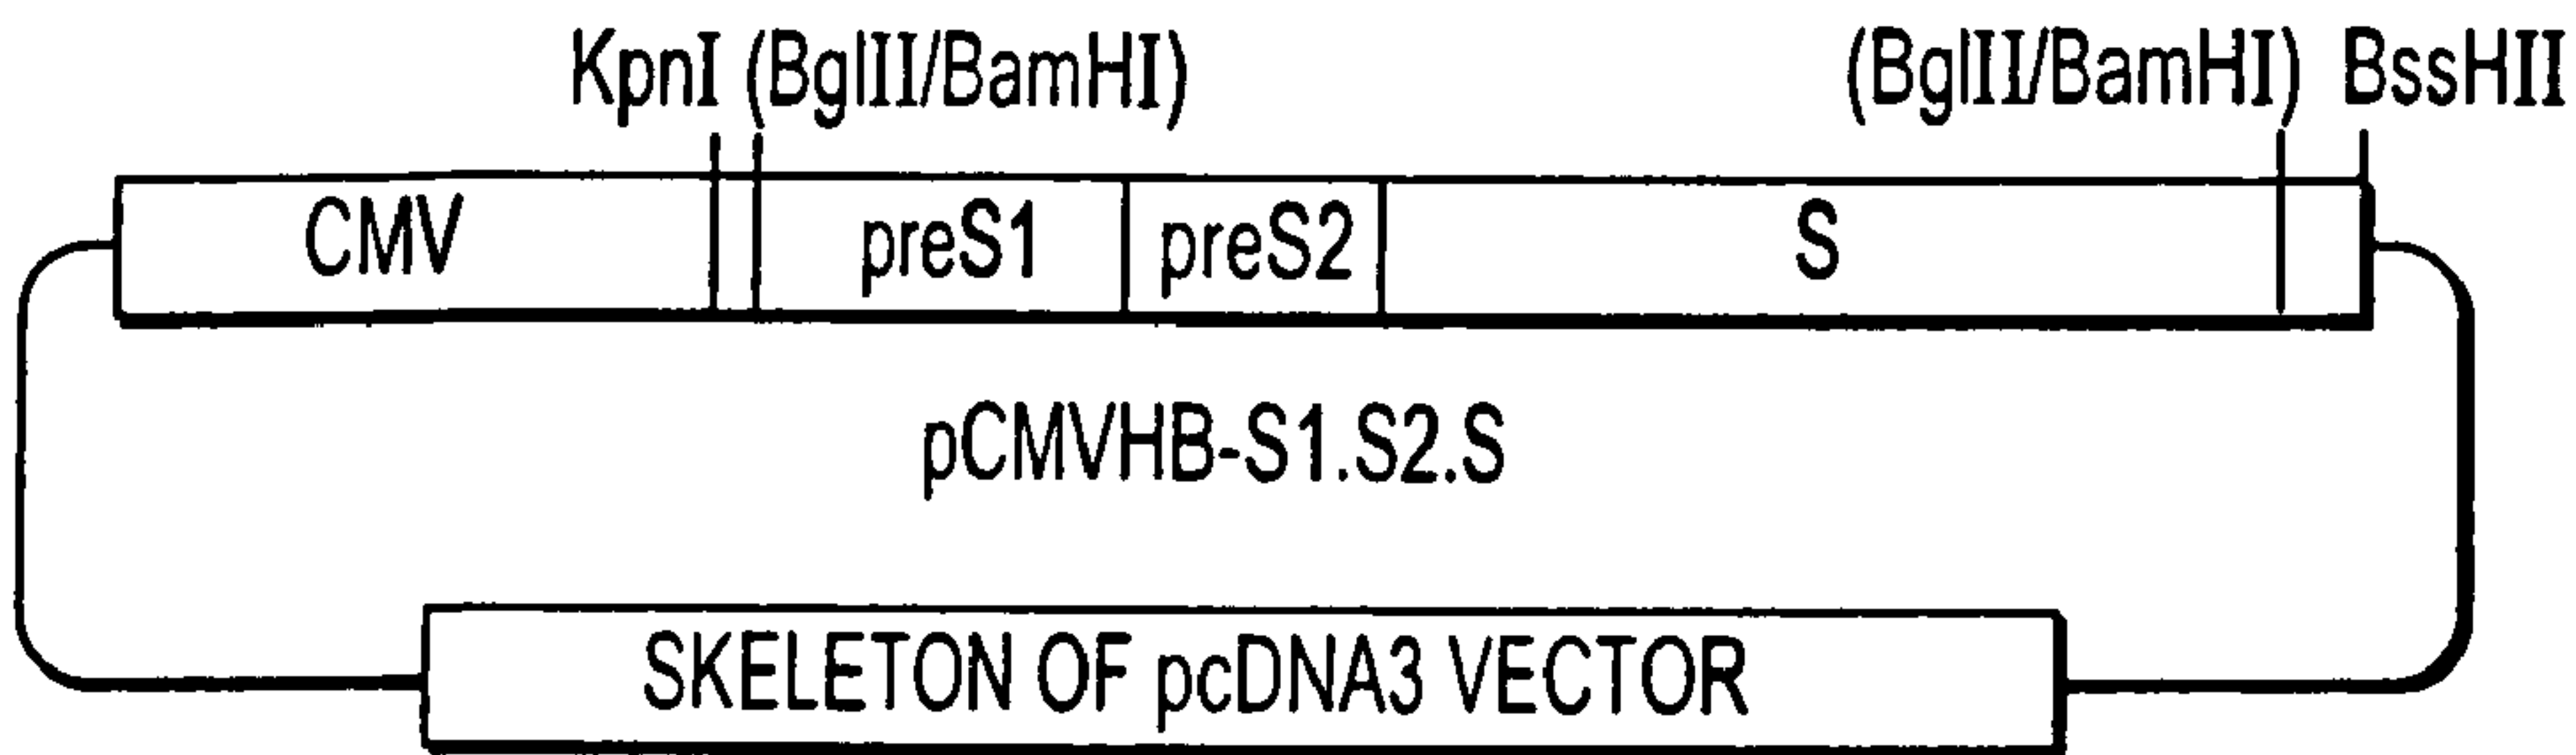 KpnI (BglII/BamHI) (BglII/BamHI) BssHII
CMV preS1 preS2 S
pCMVHB-S1.S2.S
SKELETON OF pcDNA3 VECTOR